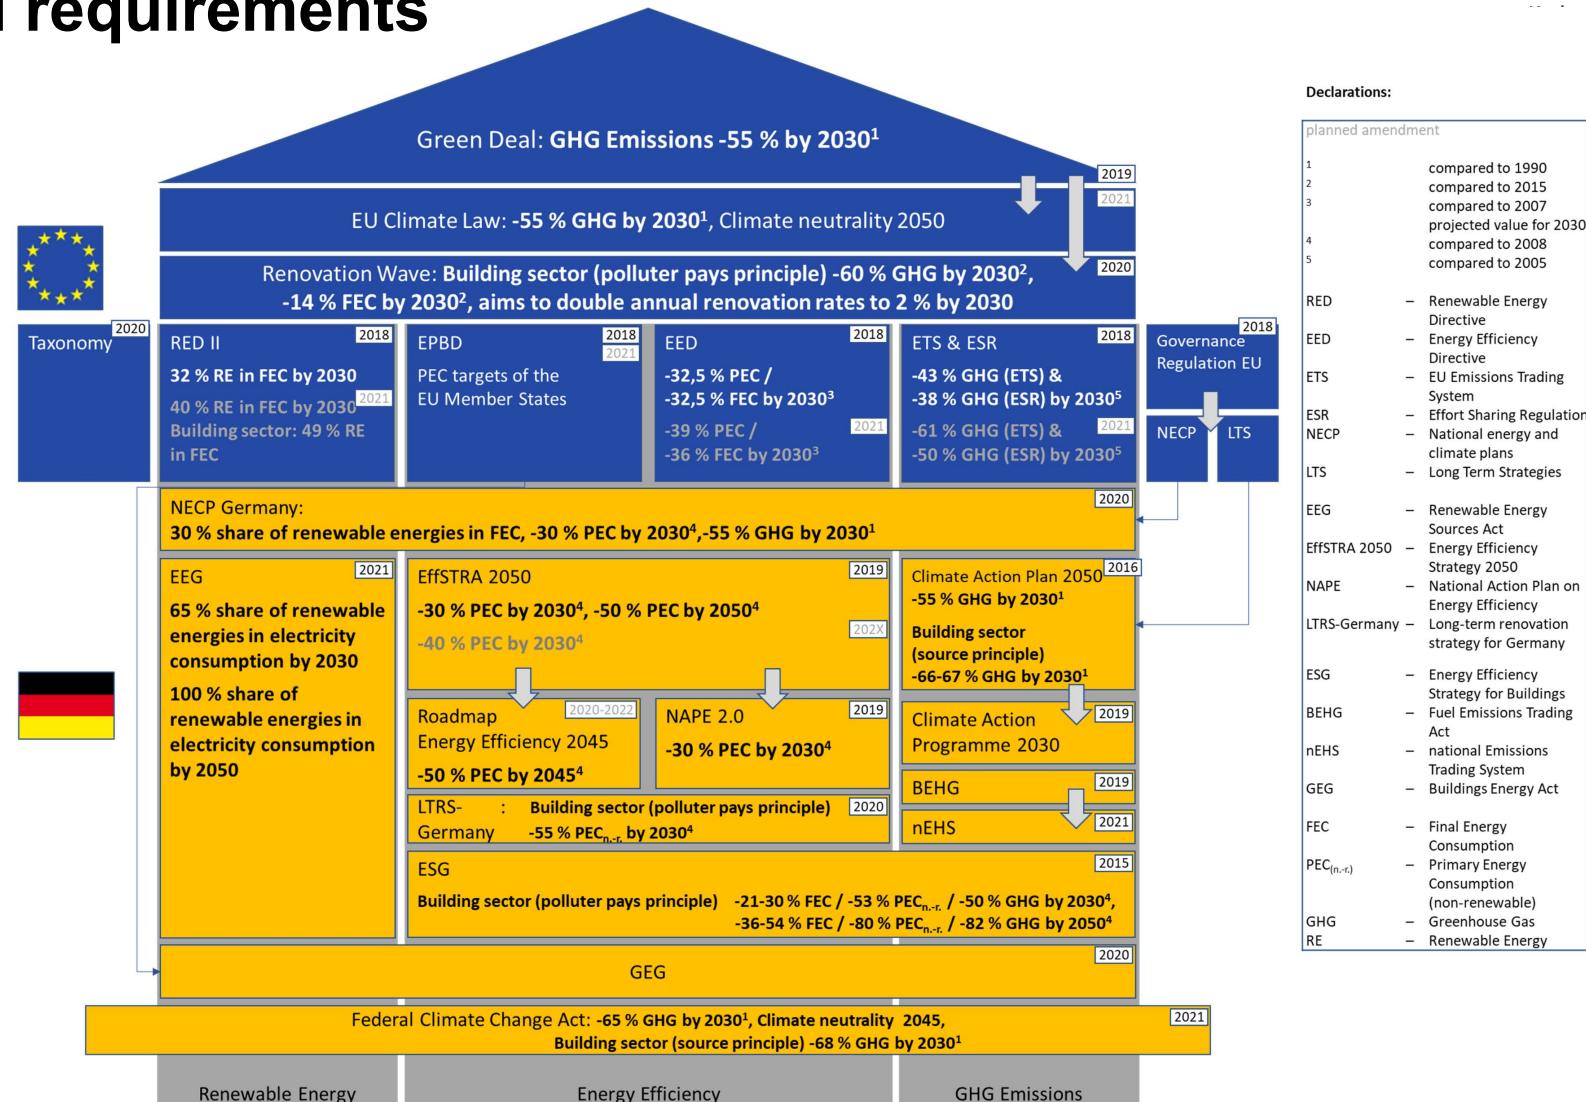 requirements
Green Deal: GHG Emissions -55 % by 2030¹
2019
EU Climate Law: -55 % GHG by 2030¹, Climate neutrality 2050
2021
Renovation Wave: Building sector (polluter pays principle) -60 % GHG by 2030²,
-14 % FEC by 2030², aims to double annual renovation rates to 2 % by 2030
2020
Taxonomy
2020
RED II
2018
32 % RE in FEC by 2030
40 % RE in FEC by 2030
2021
Building sector: 49 % RE
in FEC
EPBD
2018
2021
PEC targets of the
EU Member States
EED
2018
-32,5 % PEC /
-32,5 % FEC by 2030³
-39 % PEC /
2021
-36 % FEC by 2030³
ETS & ESR
2018
-43 % GHG (ETS) &
-38 % GHG (ESR) by 2030⁵
-61 % GHG (ETS) &
2021
-50 % GHG (ESR) by 2030⁵
2018
Governance
Regulation EU
NECP
LTS
NECP Germany:
2020
30 % share of renewable energies in FEC, -30 % PEC by 2030⁴,-55 % GHG by 2030¹
EEG
2021
65 % share of renewable
energies in electricity
consumption by 2030
100 % share of
renewable energies in
electricity consumption
by 2050
EffSTRA 2050
2019
-30 % PEC by 2030⁴, -50 % PEC by 2050⁴
-40 % PEC by 2030⁴
202X
Climate Action Plan 2050
2016
-55 % GHG by 2030¹
Building sector
(source principle)
-66-67 % GHG by 2030¹
Roadmap
2020-2022
Energy Efficiency 2045
-50 % PEC by 2045⁴
NAPE 2.0
2019
-30 % PEC by 2030⁴
Climate Action
2019
Programme 2030
BEHG
2019
nEHS
2021
LTRS- : Building sector (polluter pays principle)
2020
Germany -55 % PECn.-r. by 2030⁴
ESG
2015
Building sector (polluter pays principle) -21-30 % FEC / -53 % PECn.-r. / -50 % GHG by 2030⁴,
-36-54 % FEC / -80 % PECn.-r. / -82 % GHG by 2050⁴
GEG
2020
Federal Climate Change Act: -65 % GHG by 2030¹, Climate neutrality 2045,
2021
Building sector (source principle) -68 % GHG by 2030¹
Renewable Energy
Energy Efficiency
GHG Emissions
Declarations:
planned amendment
1 compared to 1990
2 compared to 2015
3 compared to 2007
projected value for 2030
4 compared to 2008
5 compared to 2005
RED – Renewable Energy
Directive
EED – Energy Efficiency
Directive
ETS – EU Emissions Trading
System
ESR – Effort Sharing Regulation
NECP – National energy and
climate plans
LTS – Long Term Strategies
EEG – Renewable Energy
Sources Act
EffSTRA 2050 – Energy Efficiency
Strategy 2050
NAPE – National Action Plan on
Energy Efficiency
LTRS-Germany – Long-term renovation
strategy for Germany
ESG – Energy Efficiency
Strategy for Buildings
BEHG – Fuel Emissions Trading
Act
nEHS – national Emissions
Trading System
GEG – Buildings Energy Act
FEC – Final Energy
Consumption
PEC(n.-r.) – Primary Energy
Consumption
(non-renewable)
GHG – Greenhouse Gas
RE – Renewable Energy